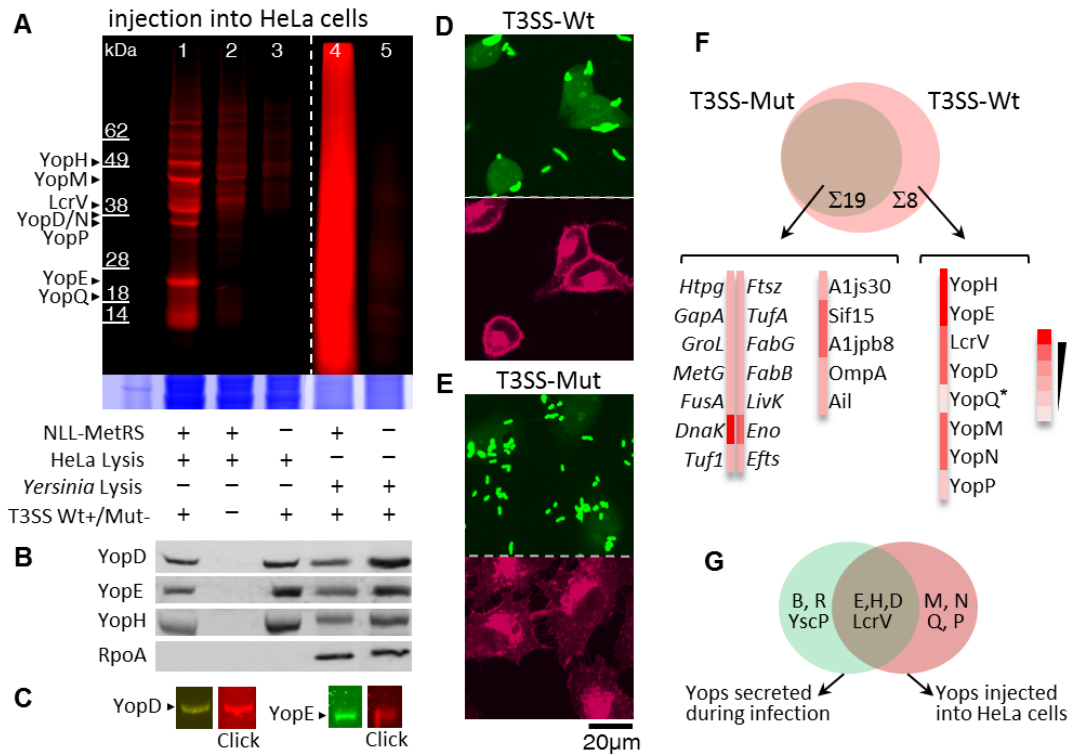 A
injection into HeLa cells
kDa 1 2 3 4 5
62
49
38
28
18
14
YopH
YopM
LcrV
YopD/N
YopP
YopE
YopQ
NLL-MetRS + + − + −
HeLa Lysis + + + − −
Yersinia Lysis − − − + +
T3SS Wt+/Mut- + − + + +
B
YopD
YopE
YopH
RpoA
C
YopD
Click
YopE
Click
D
T3SS-Wt
E
T3SS-Mut
20µm
F
T3SS-Mut
T3SS-Wt
Σ19
Σ8
Htpg Ftsz A1js30
GapA TufA Sif15
GroL FabG A1jpb8
MetG FabB OmpA
FusA LivK Ail
DnaK Eno
Tuf1 Efts
YopH
YopE
LcrV
YopD
YopQ*
YopM
YopN
YopP
G
B, R
YscP
E,H,D
LcrV
M, N
Q, P
Yops secreted
during infection
Yops injected
into HeLa cells